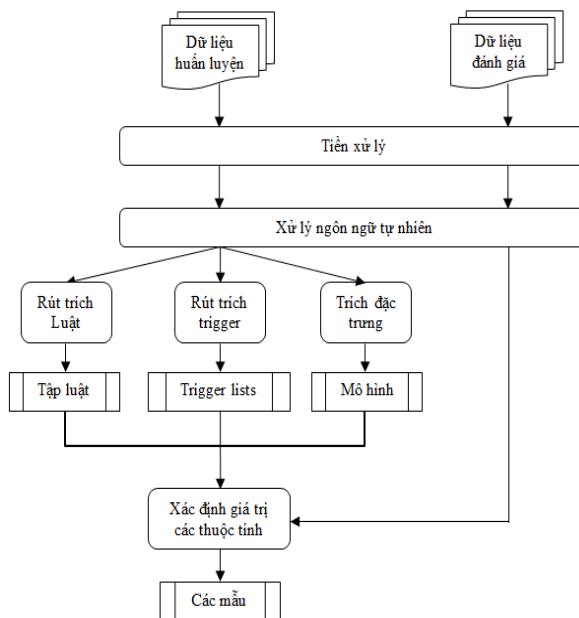 Dữ liệu
huấn luyện
Dữ liệu
đánh giá
Tiền xử lý
Xử lý ngôn ngữ tự nhiên
Rút trích
Luật
Rút trích
trigger
Trích đặc
trưng
Tập luật
Trigger lists
Mô hình
Xác định giá trị
các thuộc tính
Các mẫu